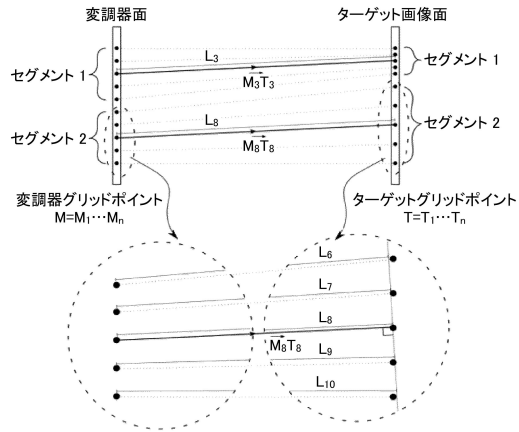 変調器面
ターゲット画像面
セグメント 1
L₃
M₃T₃
セグメント 1
セグメント 2
L₈
M₈T₈
セグメント 2
変調器グリッドポイント
M=M₁…Mₙ
ターゲットグリッドポイント
T=T₁…Tₙ
L₆
L₇
L₈
M₈T₈
L₉
L₁₀